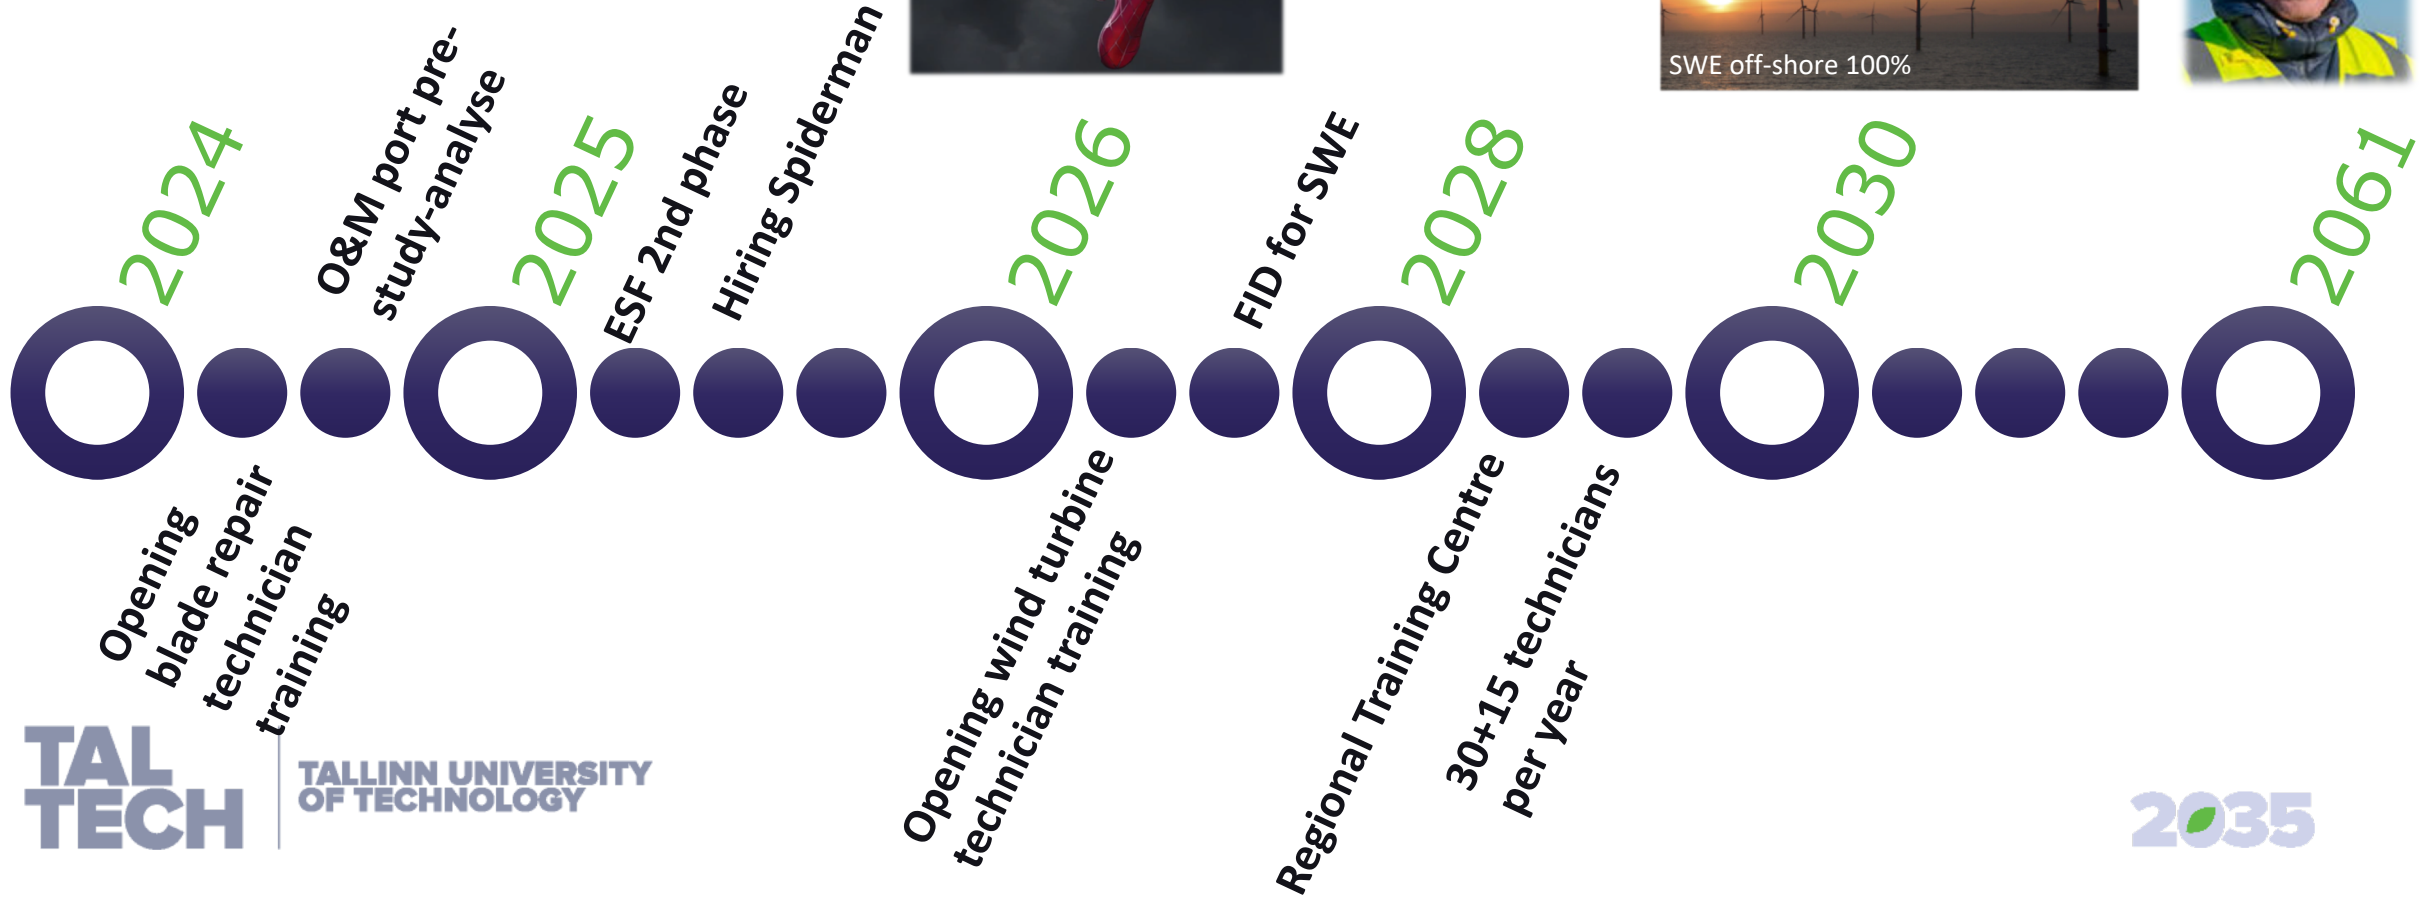 SWE off-shore 100%
2024
O&M port pre-
study-analyse
2025
ESF 2nd phase
Hiring Spiderman
2026
FID for SWE
2028
2030
2061
Opening
blade repair
technician
training
Opening wind turbine
technician training
Regional Training Centre
30+15 technicians
per year
TAL
TECH
TALLINN UNIVERSITY
OF TECHNOLOGY
2035